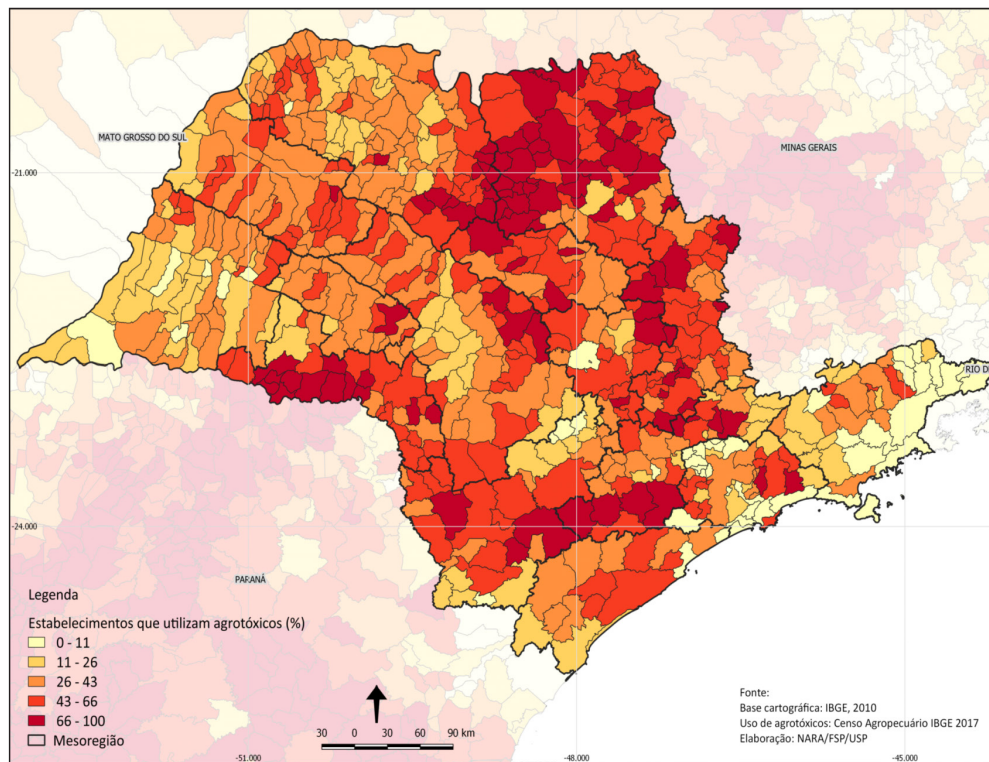 MATO GROSSO DO SUL
MINAS GERAIS
-21.000
RIO D
-24.000
PARANÁ
Legenda
Estabelecimentos que utilizam agrotóxicos (%)
0 - 11
11 - 26
26 - 43
43 - 66
66 - 100
Mesoregião
30 0 30 60 90 km
Fonte:
Base cartográfica: IBGE, 2010
Uso de agrotóxicos: Censo Agropecuário IBGE 2017
Elaboração: NARA/FSP/USP
-51.000 -48.000 -45.000